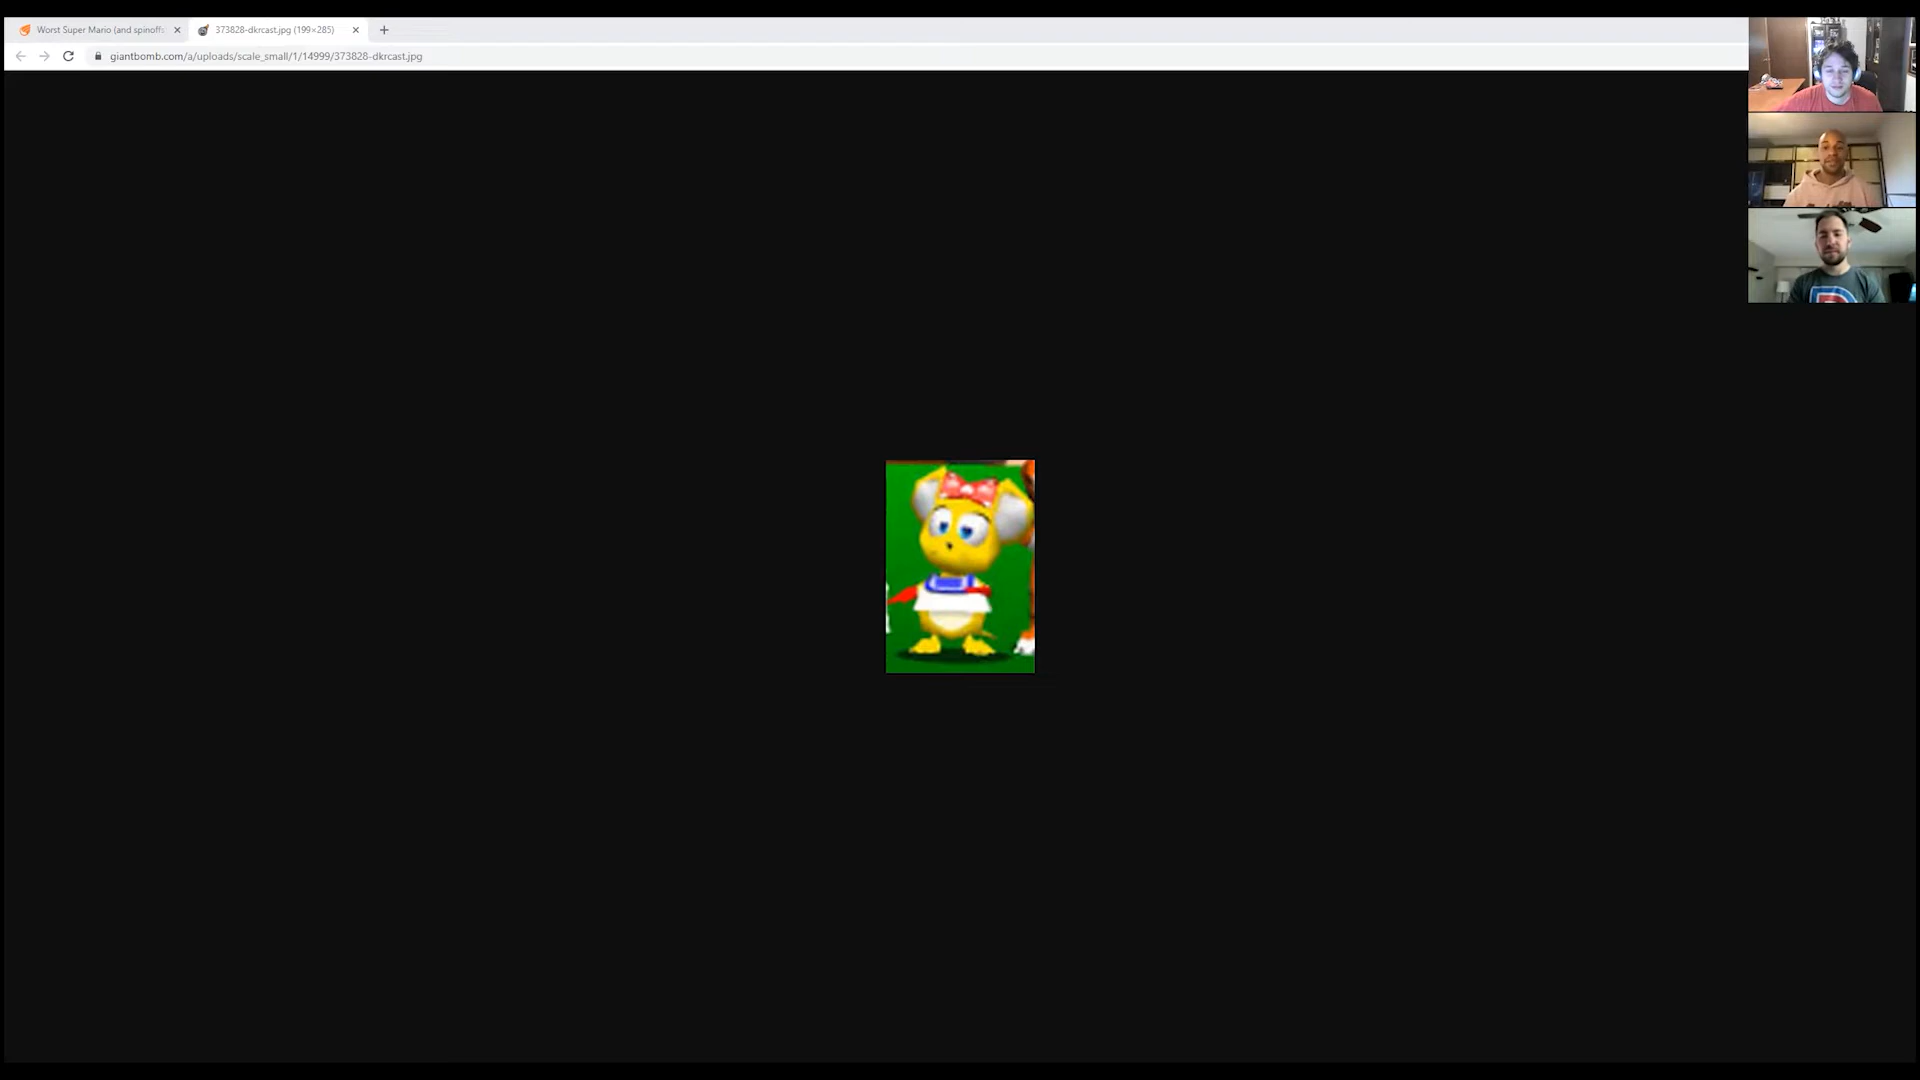 Worst Super Mario (and spinoffs
373828-dkrcast.jpg (199×285)
giantbomb.com/a/uploads/scale_small/1/14999/373828-dkrcast.jpg